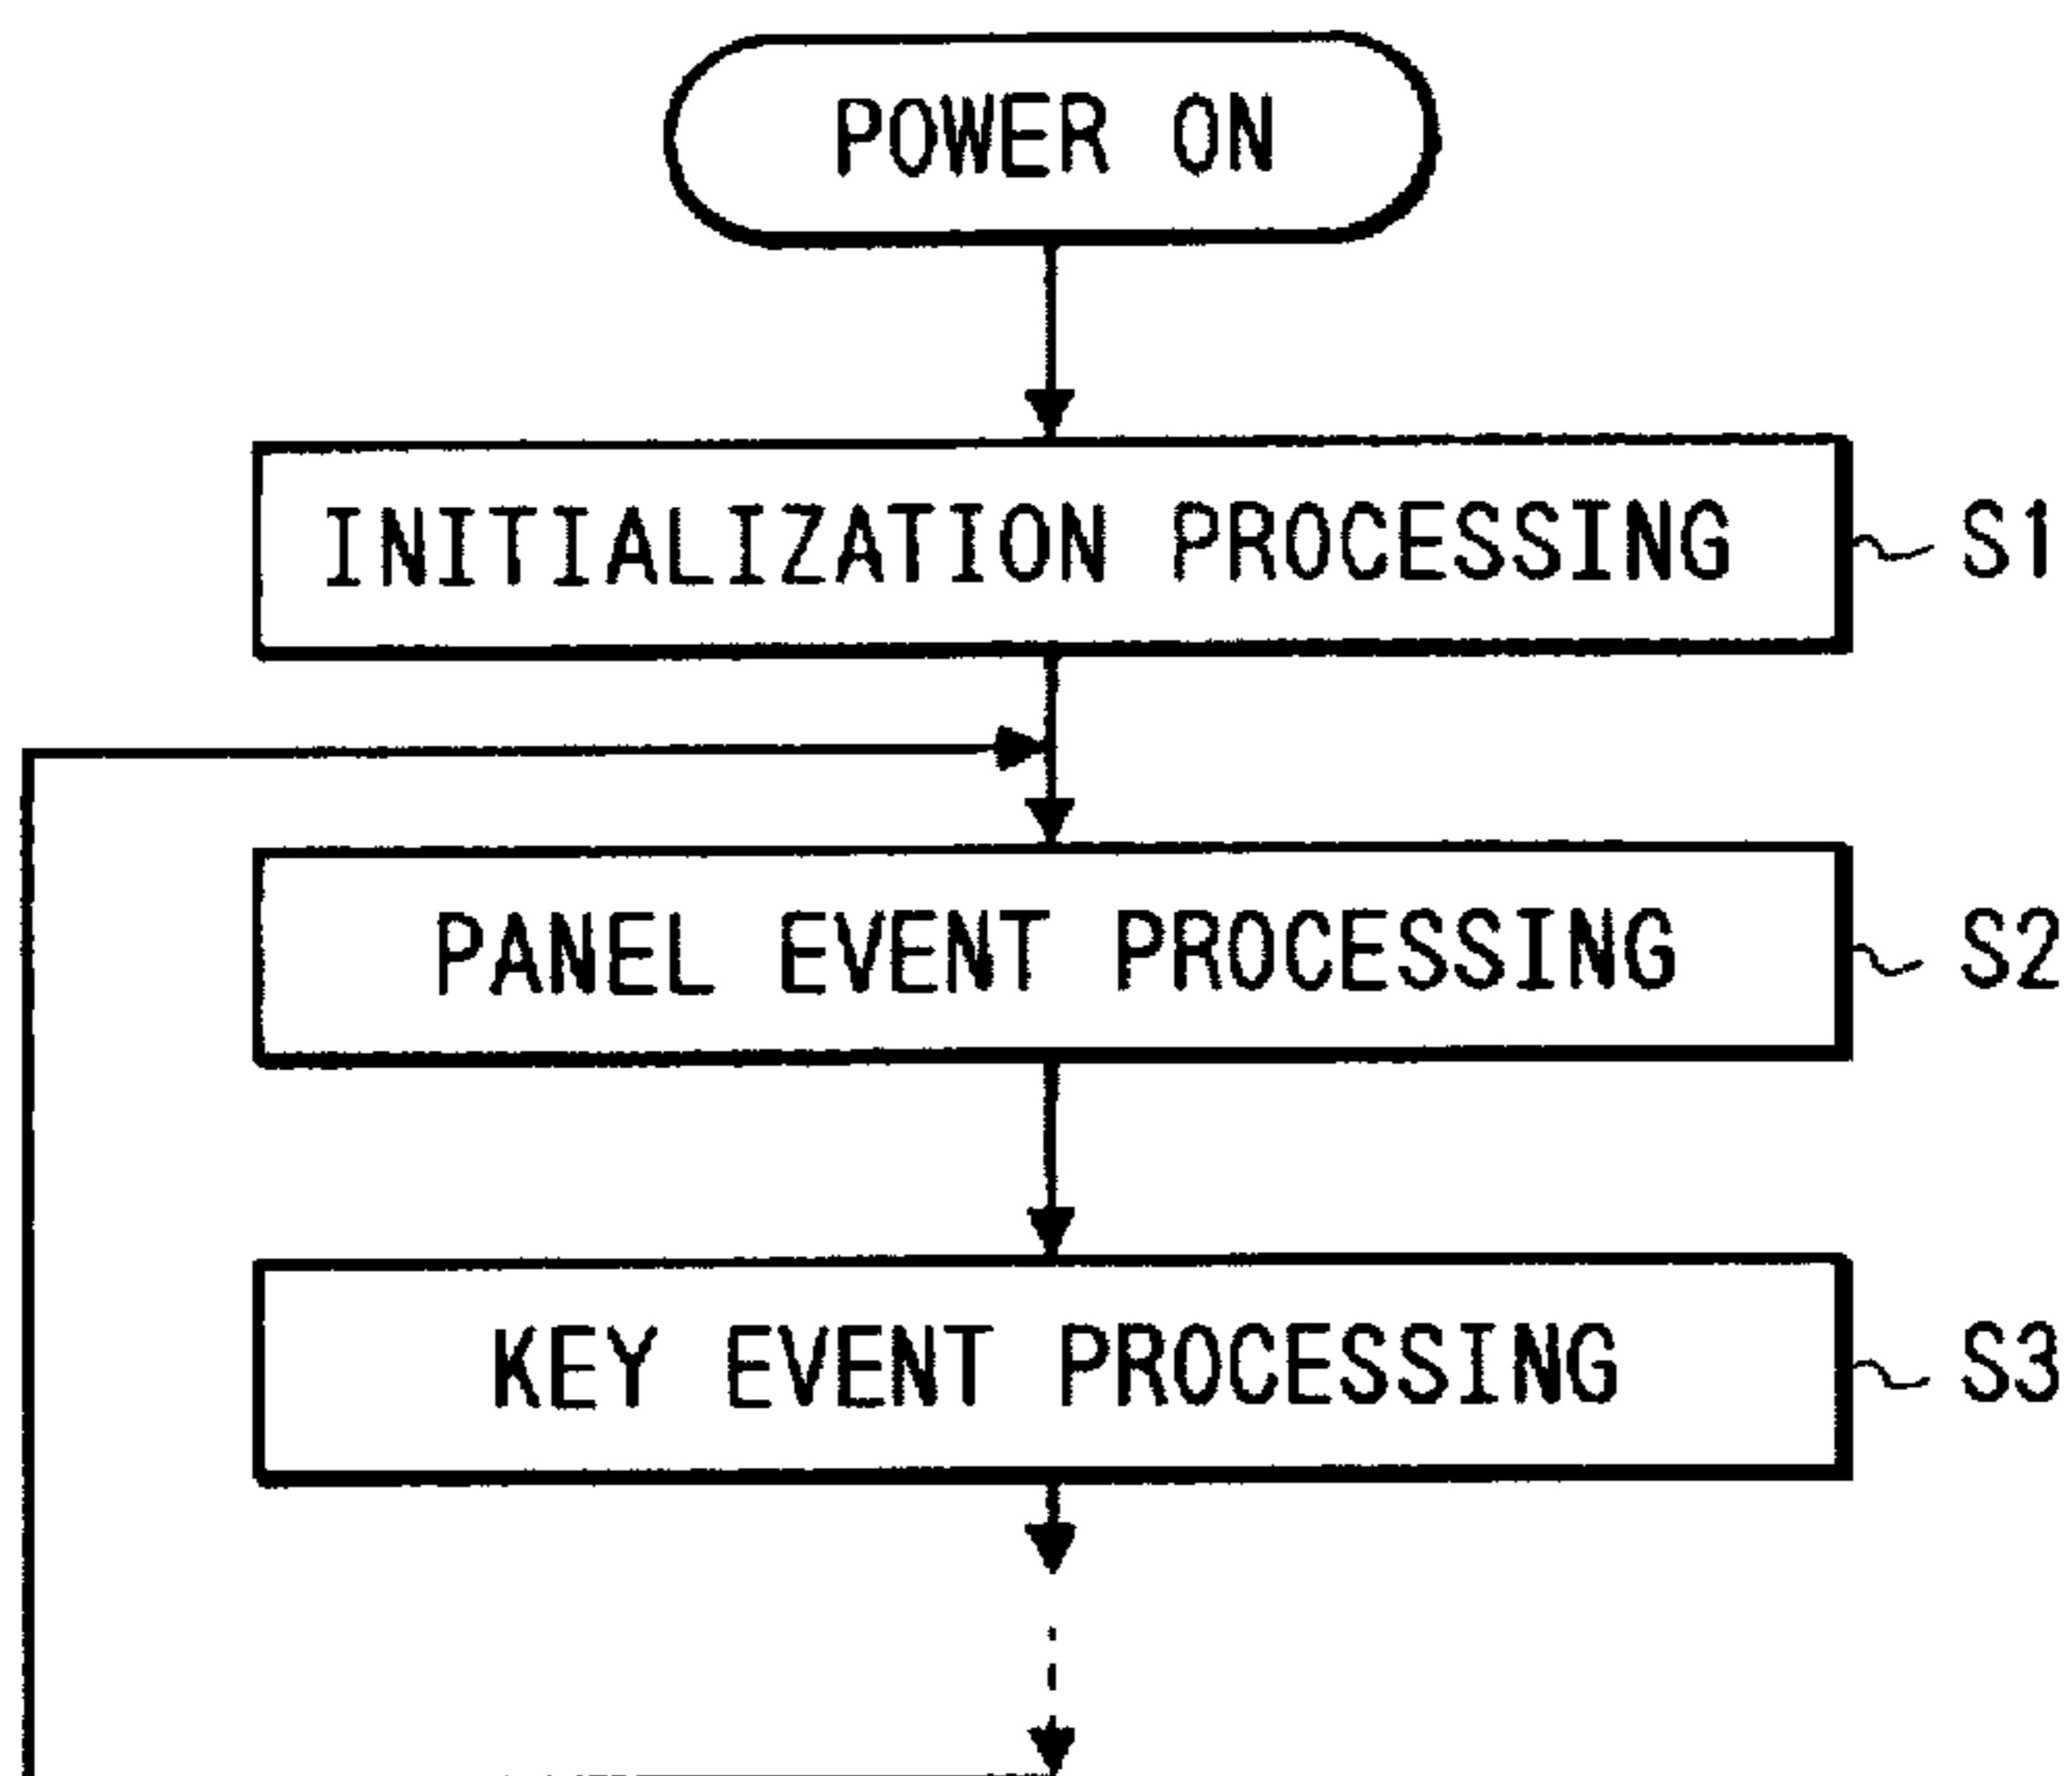 POWER ON
INITIALIZATION PROCESSING S1
PANEL EVENT PROCESSING S2
KEY EVENT PROCESSING S3